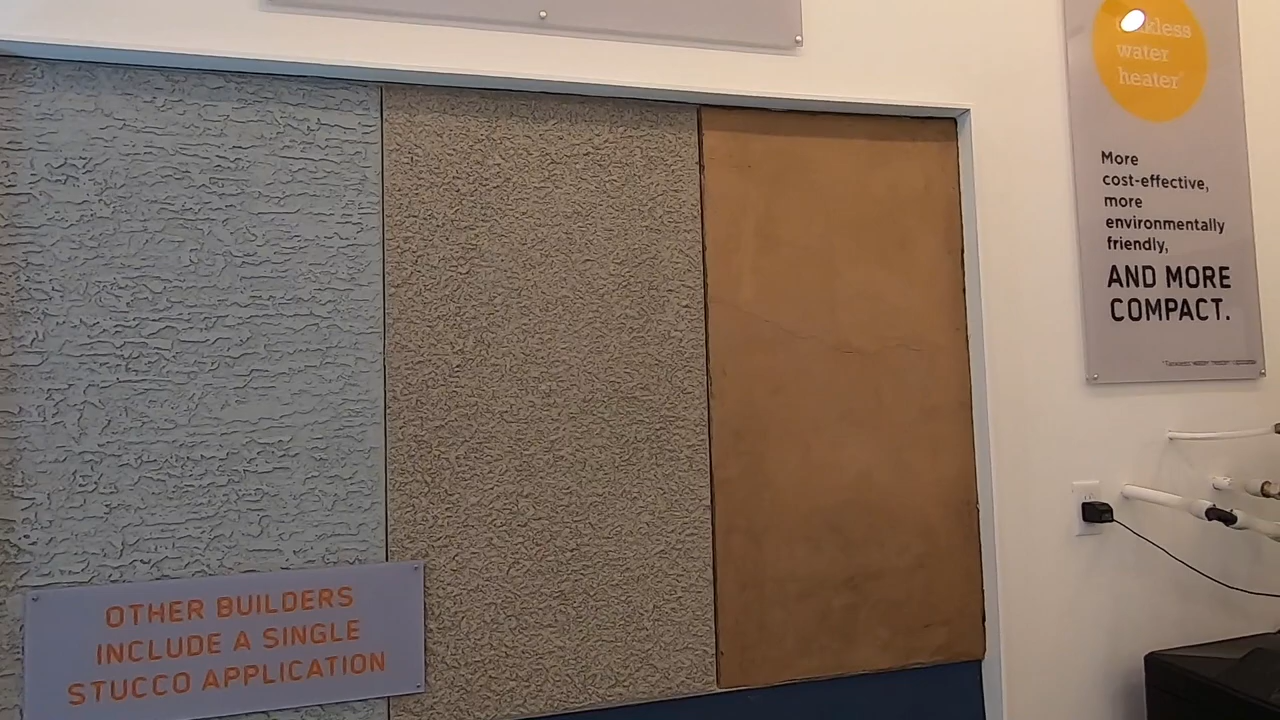 water
heater
More
cost-effective,
more
environmentally
friendly,
AND MORE
COMPACT.
OTHER BUILDERS
INCLUDE A SINGLE
STUCCO APPLICATION